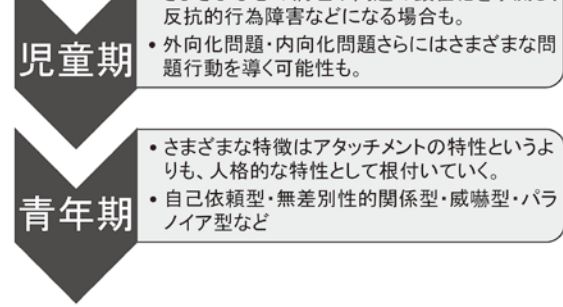 反抗的行為障害などになる場合も。
児童期
• 外向化問題・内向化問題さらにはさまざまな問
題行動を導く可能性も。
青年期
• さまざまな特徴はアタッチメントの特性というよ
りも、人格的な特性として根付いていく。
• 自己依頼型・無差別性的関係型・威嚇型・パラ
ノイア型など